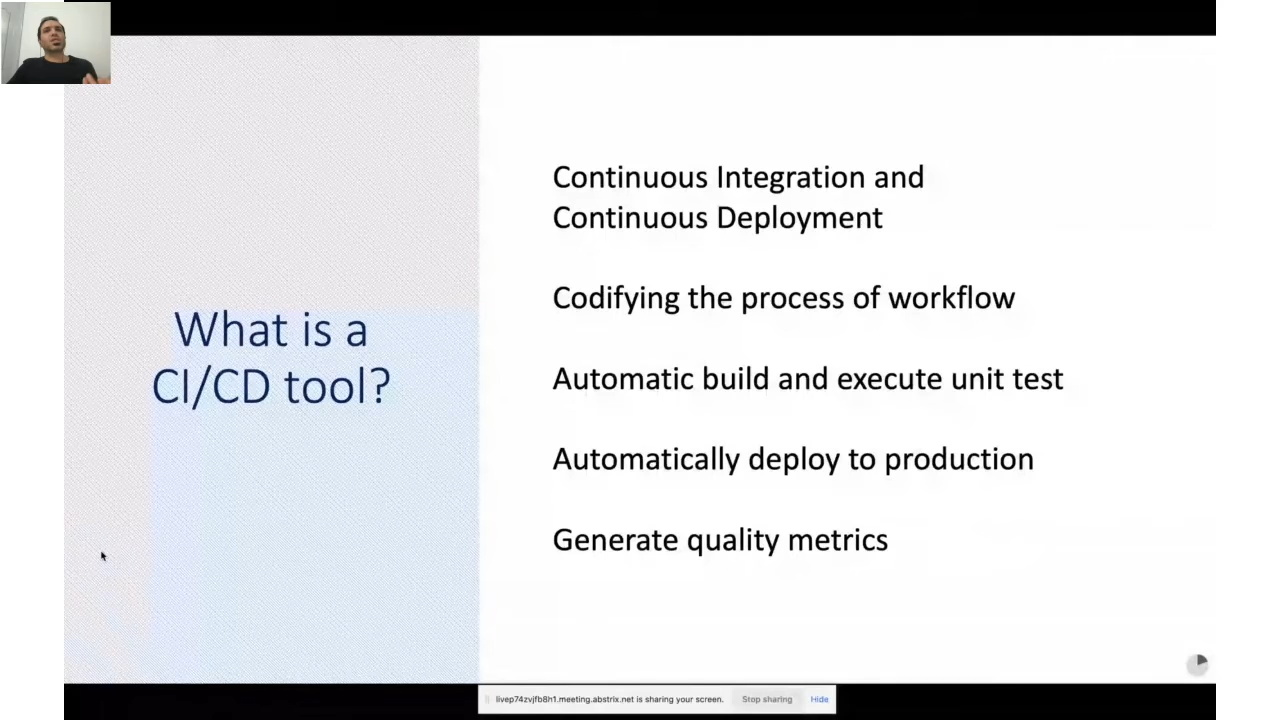 What is a
CI/CD tool?
Continuous Integration and
Continuous Deployment
Codifying the process of workflow
Automatic build and execute unit test
Automatically deploy to production
Generate quality metrics
livep74zvjfb8h1.meeting.abstrix.net is sharing your screen. Stop sharing Hide